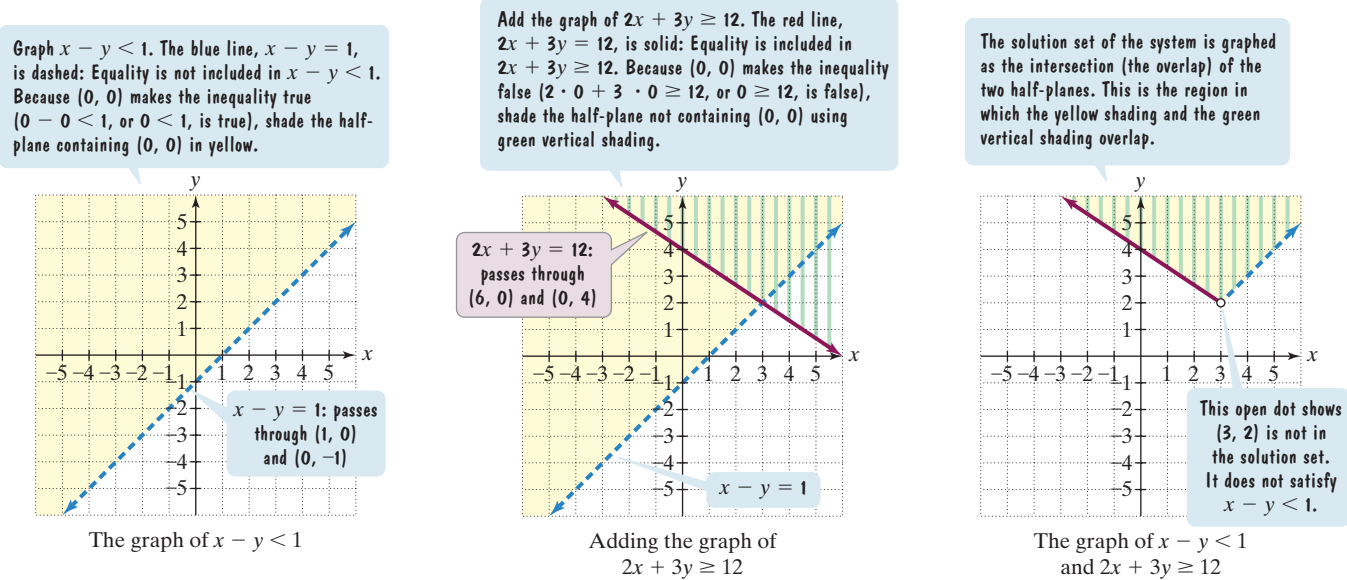 Graph x − y < 1. The blue line, x − y = 1,
is dashed: Equality is not included in x − y < 1.
Because (0, 0) makes the inequality true
(0 − 0 < 1, or 0 < 1, is true), shade the half-
plane containing (0, 0) in yellow.
y
5
4
3
2
1
−5 −4 −3 −2 −1 1 2 3 4 5 x
−1
−2
−3
−4
−5
x − y = 1: passes
through (1, 0)
and (0, −1)
The graph of x − y < 1
Add the graph of 2x + 3y ≥ 12. The red line,
2x + 3y = 12, is solid: Equality is included in
2x + 3y ≥ 12. Because (0, 0) makes the inequality
false (2 · 0 + 3 · 0 ≥ 12, or 0 ≥ 12, is false),
shade the half-plane not containing (0, 0) using
green vertical shading.
y
2x + 3y = 12:
passes through
(6, 0) and (0, 4)
5
4
3
2
1
−5 −4 −3 −2 −1 1 2 3 4 5 x
−1
−2
−3
−4
−5
x − y = 1
Adding the graph of
2x + 3y ≥ 12
The solution set of the system is graphed
as the intersection (the overlap) of the
two half-planes. This is the region in
which the yellow shading and the green
vertical shading overlap.
y
5
4
3
2
1
−5 −4 −3 −2 −1 1 2 3 4 5 x
−1
−2
−3
−4
−5
This open dot shows
(3, 2) is not in
the solution set.
It does not satisfy
x − y < 1.
The graph of x − y < 1
and 2x + 3y ≥ 12